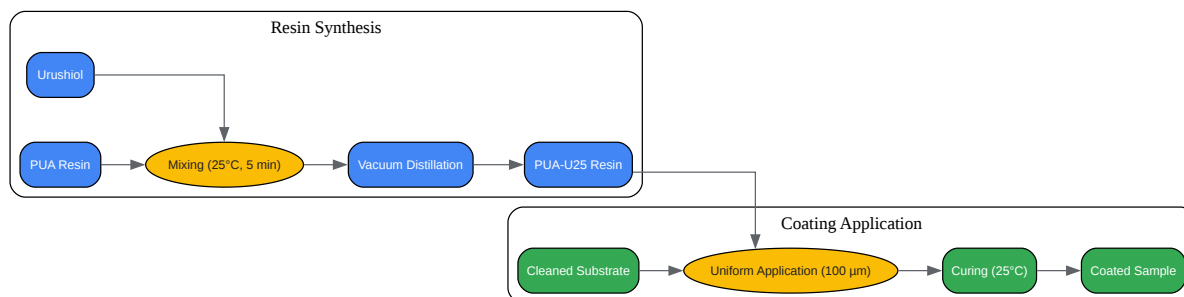 Resin Synthesis
Urushiol
PUA Resin
Mixing (25°C, 5 min)
Vacuum Distillation
PUA-U25 Resin
Coating Application
Cleaned Substrate
Uniform Application (100 µm)
Curing (25°C)
Coated Sample